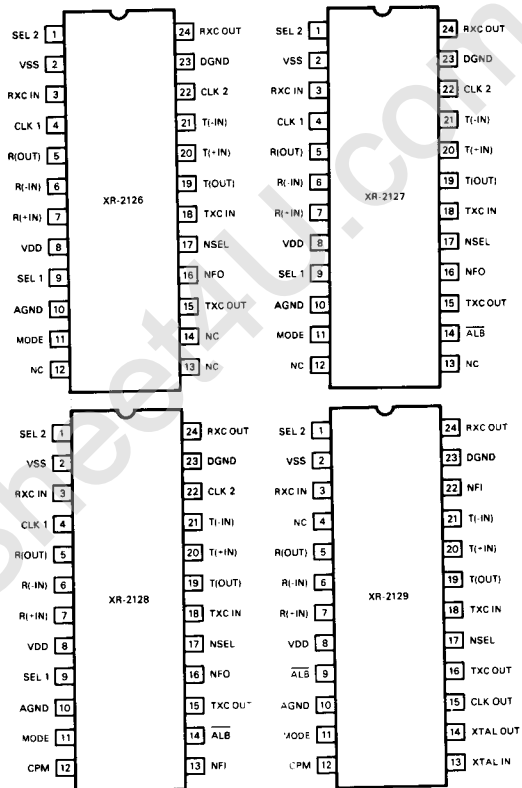 SEL 2 1 24 RXC OUT
VSS 2 23 DGND
RXC IN 3 22 CLK 2
CLK 1 4 21 T(-IN)
R(OUT) 5 20 T(+IN)
R(-IN) 6 19 T(OUT)
R(+IN) 7 18 TXC IN
VDD 8 17 NSEL
SEL 1 9 16 NFO
AGND 10 15 TXC OUT
MODE 11 14 NC
NC 12 13 NC
XR-2126
SEL 2 1 24 RXC OUT
VSS 2 23 DGND
RXC IN 3 22 CLK 2
CLK 1 4 21 T(-IN)
R(OUT) 5 20 T(+IN)
R(-IN) 6 19 T(OUT)
R(+IN) 7 18 TXC IN
VDD 8 17 NSEL
SEL 1 9 16 NFO
AGND 10 15 TXC OUT
MODE 11 14 ALB
NC 12 13 NC
XR-2127
SEL 2 1 24 RXC OUT
VSS 2 23 DGND
RXC IN 3 22 CLK 2
CLK 1 4 21 T(-IN)
R(OUT) 5 20 T(+IN)
R(-IN) 6 19 T(OUT)
R(+IN) 7 18 TXC IN
VDD 8 17 NSEL
SEL 1 9 16 NFO
AGND 10 15 TXC OUT
MODE 11 14 ALB
CPM 12 13 NFI
XR-2128
SEL 2 1 24 RXC OUT
VSS 2 23 DGND
RXC IN 3 22 NFI
NC 4 21 T(-IN)
R(OUT) 5 20 T(+IN)
R(-IN) 6 19 T(OUT)
R(+IN) 7 18 TXC IN
VDD 8 17 NSEL
ALB 9 16 TXC OUT
AGND 10 15 CLK OUT
MODE 11 14 XTAL OUT
CPM 12 13 XTAL IN
XR-2129
heet4U.com